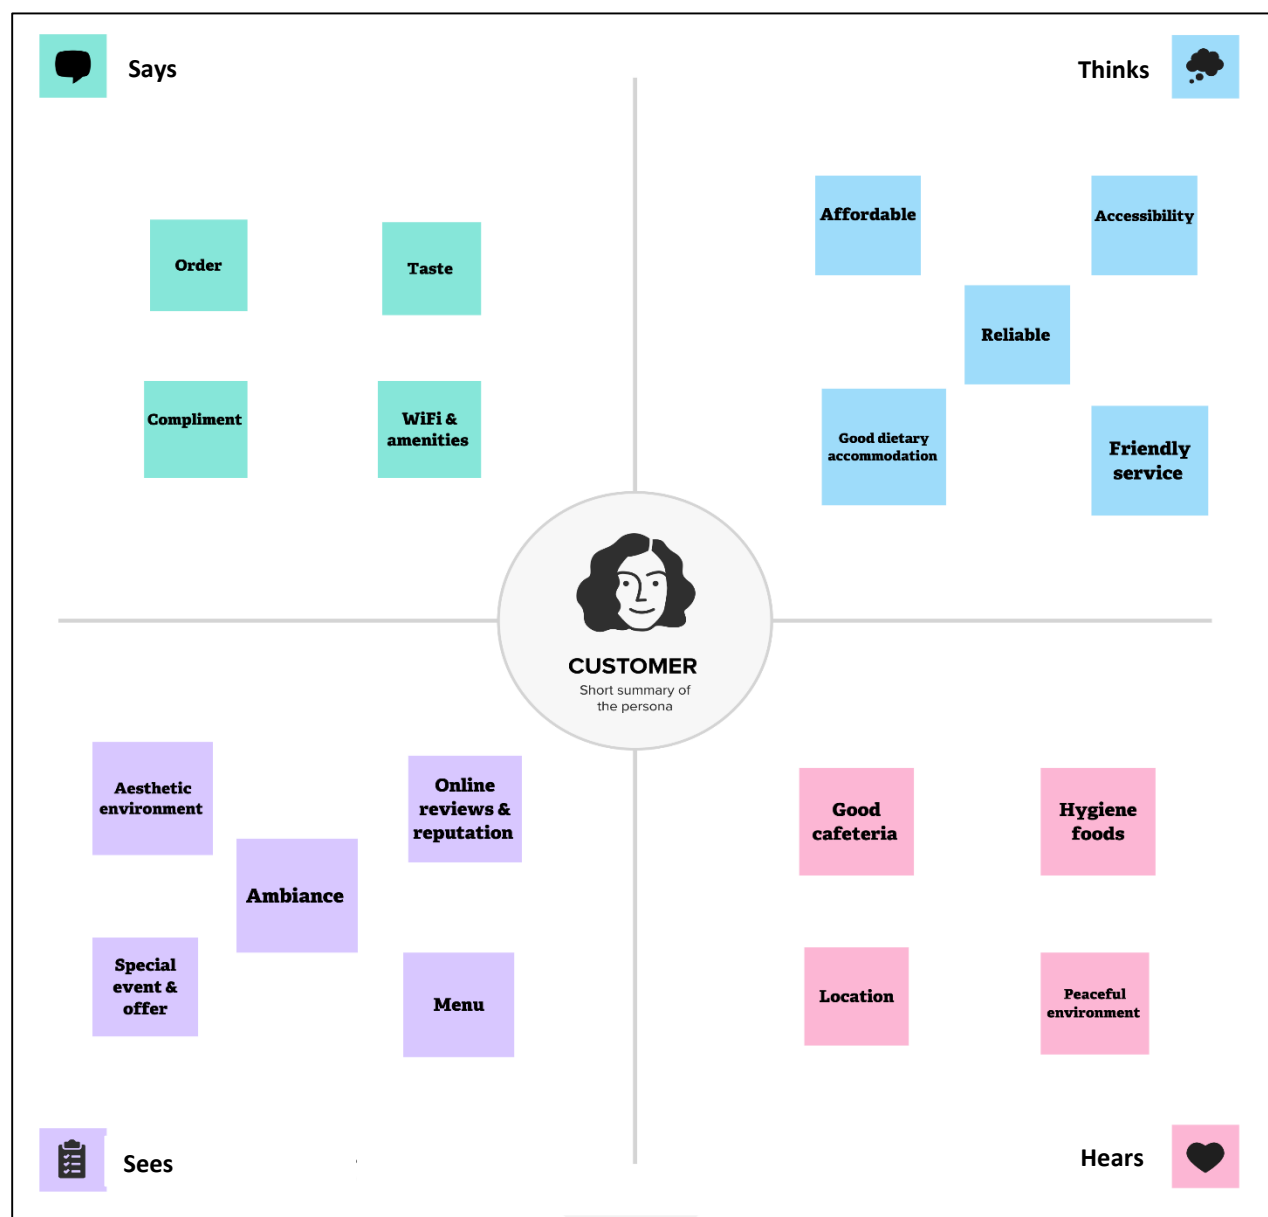 Says
Thinks
Order
Taste
Compliment
WiFi &
amenities
Affordable
Accessibility
Reliable
Good dietary
accommodation
Friendly
service
CUSTOMER
Short summary of
the persona
Aesthetic
environment
Online
reviews &
reputation
Ambiance
Special
event &
offer
Menu
Good
cafeteria
Hygiene
foods
Location
Peaceful
environment
Sees
Hears